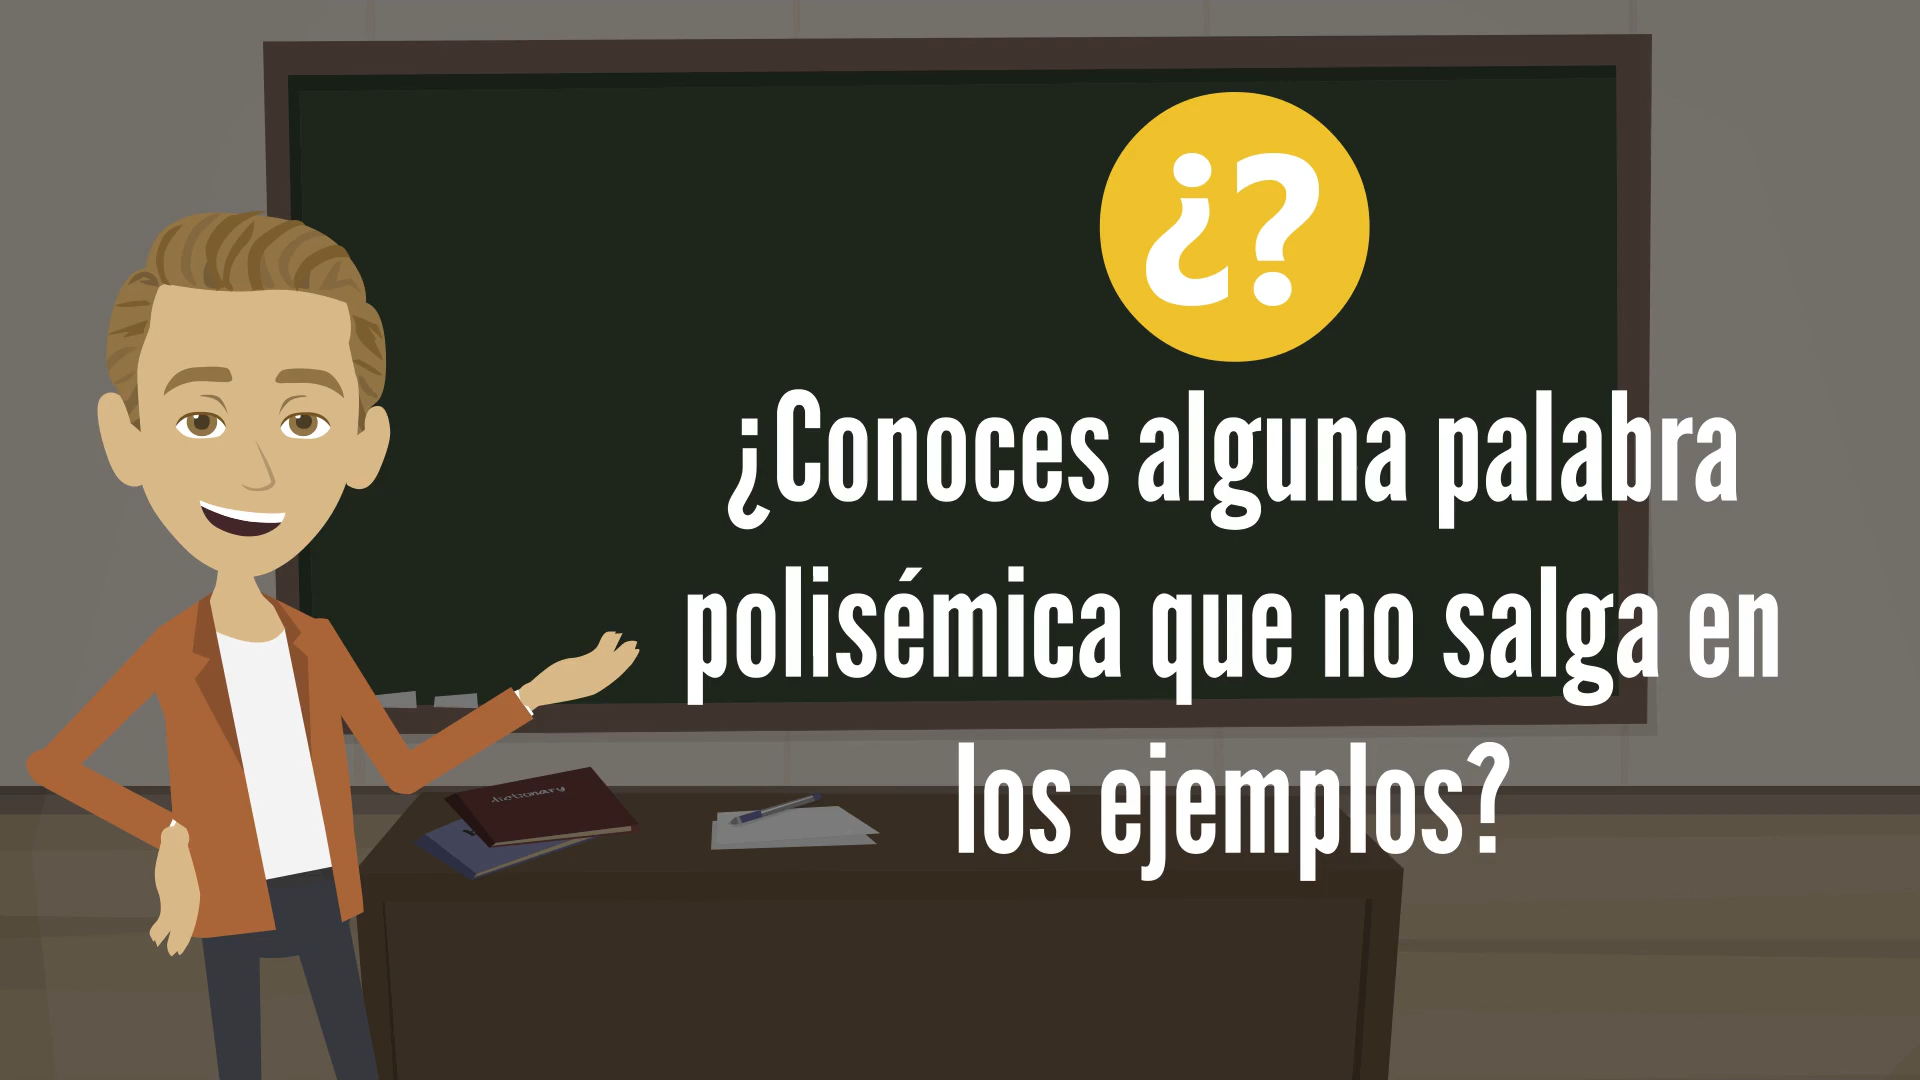 ¿?
¿Conoces alguna palabra
polisémica que no salga en
los ejemplos?
dictionary